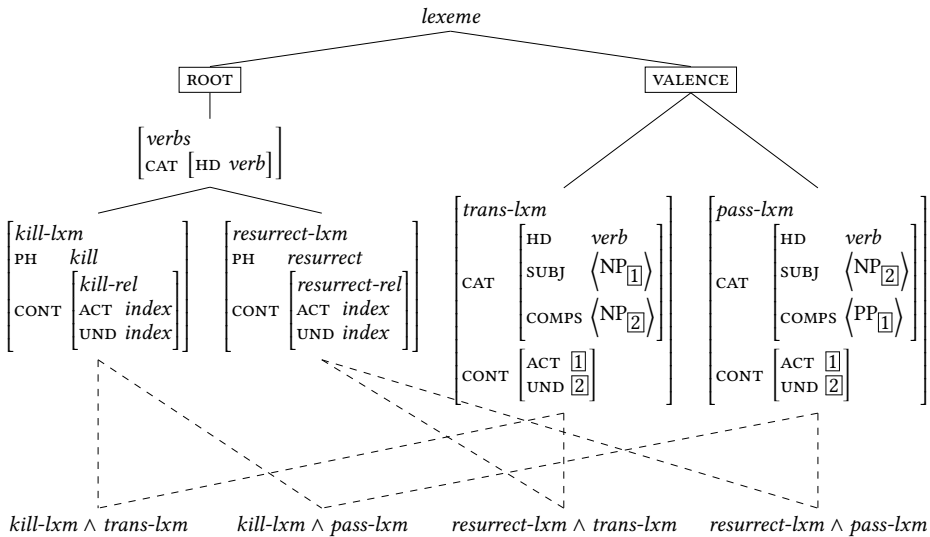 lexeme
ROOT
VALENCE
verbs
CAT [HD verb]
kill-lxm
PH kill
CONT [kill-rel
ACT index
UND index]
resurrect-lxm
PH resurrect
CONT [resurrect-rel
ACT index
UND index]
trans-lxm
CAT [HD verb
SUBJ ⟨NP1⟩
COMPS ⟨NP2⟩]
CONT [ACT 1
UND 2]
pass-lxm
CAT [HD verb
SUBJ ⟨NP2⟩
COMPS ⟨PP1⟩]
CONT [ACT 1
UND 2]
kill-lxm ∧ trans-lxm
kill-lxm ∧ pass-lxm
resurrect-lxm ∧ trans-lxm
resurrect-lxm ∧ pass-lxm